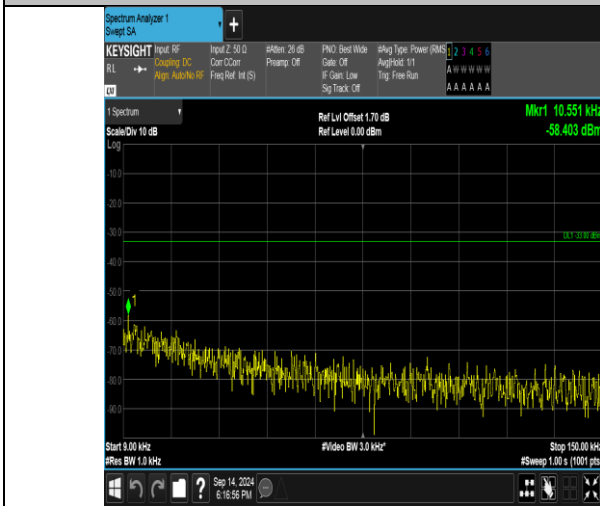 Spectrum Analyzer 1
Swept SA
+
KEYSIGHT Input: RF Input Z: 50 Ω #Atten: 26 dB PNO: Best Wide #Avg Type: Power (RMS 1 2 3 4 5 6
RL Coupling: DC Corr CCorr Preamp: Off Gate: Off Avg|Hold: 1/1 A W W W W W
Align: Auto/No RF Freq Ref: Int (S) IF Gain: Low Trig: Free Run
Sig Track: Off A A A A A A
1 Spectrum
Ref Lvl Offset 1.70 dB Mkr1 10.551 kHz
Scale/Div 10 dB Ref Level 0.00 dBm -58.403 dBm
Log
-10.0
-20.0
-30.0
DL1 -33.00 dBm
-40.0
-50.0
1
-60.0
-70.0
-80.0
-90.0
Start 9.00 kHz #Video BW 3.0 kHz* Stop 150.00 kHz
#Res BW 1.0 kHz #Sweep 1.00 s (1001 pts
? Sep 14, 2024
6:16:56 PM